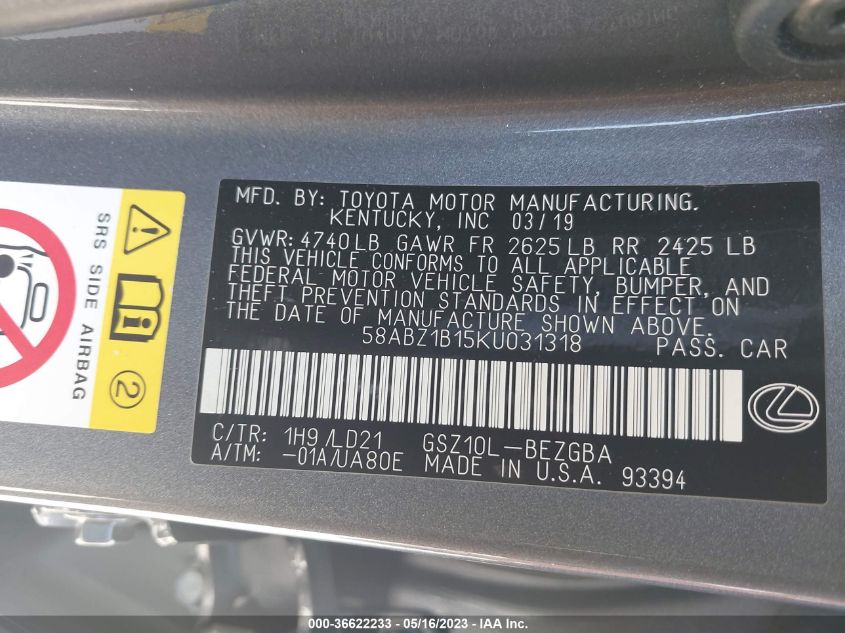 MFD. BY: TOYOTA MOTOR MANUFACTURING.
KENTUCKY, INC 03/19
GVWR: 4740LB GAWR FR 2625LB RR 2425 LB
THIS VEHICLE CONFORMS TO ALL APPLICABLE
FEDERAL MOTOR VEHICLE SAFETY, BUMPER, AND
THEFT PREVENTION STANDARDS IN EFFECT ON
THE DATE OF MANUFACTURE SHOWN ABOVE.
58ABZ1B15KU031318 PASS. CAR
C/TR: 1H9/LD21 GSZ10L-BEZGBA
A/TM: -01A/UA80E MADE IN U.S.A. 93394
SRS SIDE AIRBAG
2
000-36622233 - 05/16/2023 - IAA Inc.